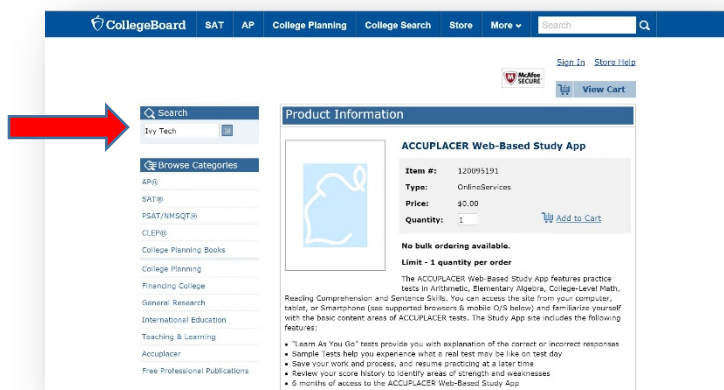 CollegeBoard SAT AP College Planning College Search Store More Search
Sign In Store Help
McAfee SECURE
View Cart
Search
Ivy Tech
Browse Categories
AP®
SAT®
PSAT/NMSQT®
CLEP®
College Planning Books
College Planning
Financing College
General Research
International Education
Teaching & Learning
Accuplacer
Free Professional Publications
Product Information
ACCUPLACER Web-Based Study App
Item #: 120095191
Type: OnlineServices
Price: $0.00
Quantity: 1 Add to Cart
No bulk ordering available.
Limit - 1 quantity per order
The ACCUPLACER Web-Based Study App features practice
tests in Arithmetic, Elementary Algebra, College-Level Math,
Reading Comprehension and Sentence Skills. You can access the site from your computer,
tablet, or Smartphone (see supported browsers & mobile O/S below) and familiarize yourself
with the basic content areas of ACCUPLACER tests. The Study App site includes the following
features:
• "Learn As You Go" tests provide you with explanation of the correct or incorrect responses
• Sample Tests help you experience what a real test may be like on test day
• Save your work and process, and resume practicing at a later time
• Review your score history to identify areas of strength and weaknesses
• 6 months of access to the ACCUPLACER Web-Based Study App